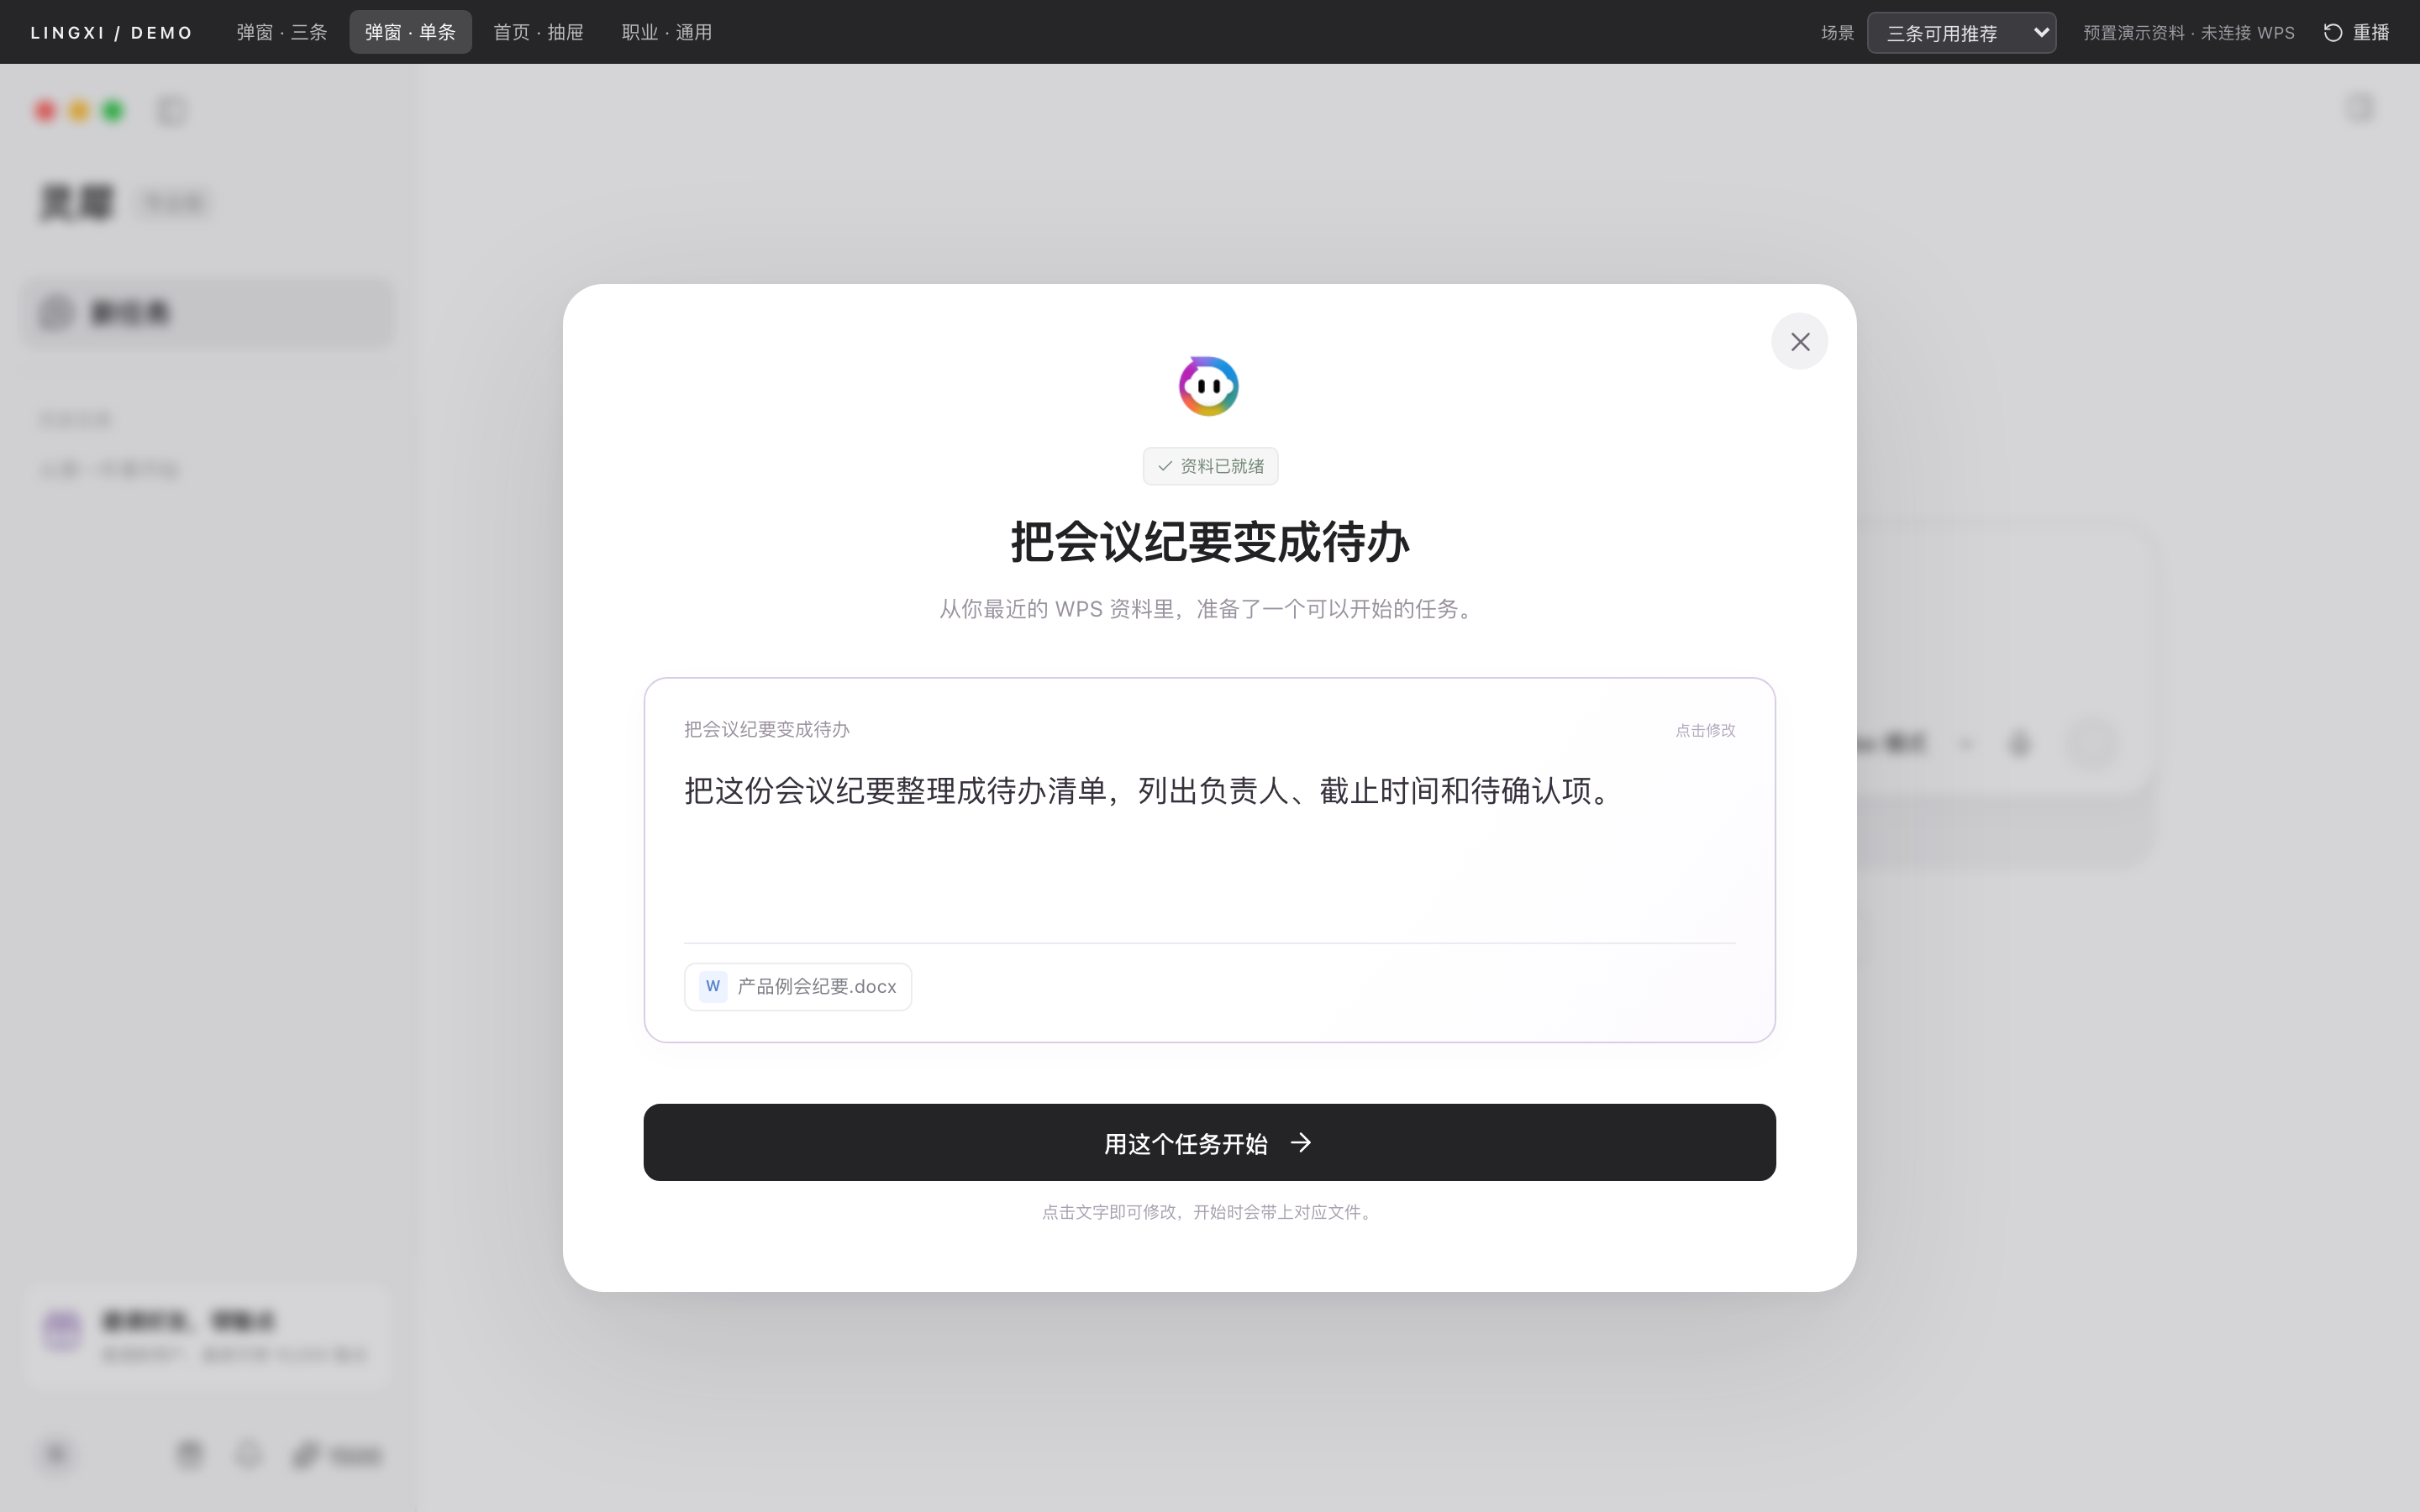 LINGXI / DEMO
弹窗 · 三条
弹窗 · 单条
首页 · 抽屉
职业 · 通用
场景
三条可用推荐
预置演示资料 · 未连接 WPS
重播
灵犀
新任务
资料已就绪
把会议纪要变成待办
从你最近的 WPS 资料里，准备了一个可以开始的任务。
把会议纪要变成待办
点击修改
把这份会议纪要整理成待办清单，列出负责人、截止时间和待确认项。
W 产品例会纪要.docx
用这个任务开始
点击文字即可修改，开始时会带上对应文件。